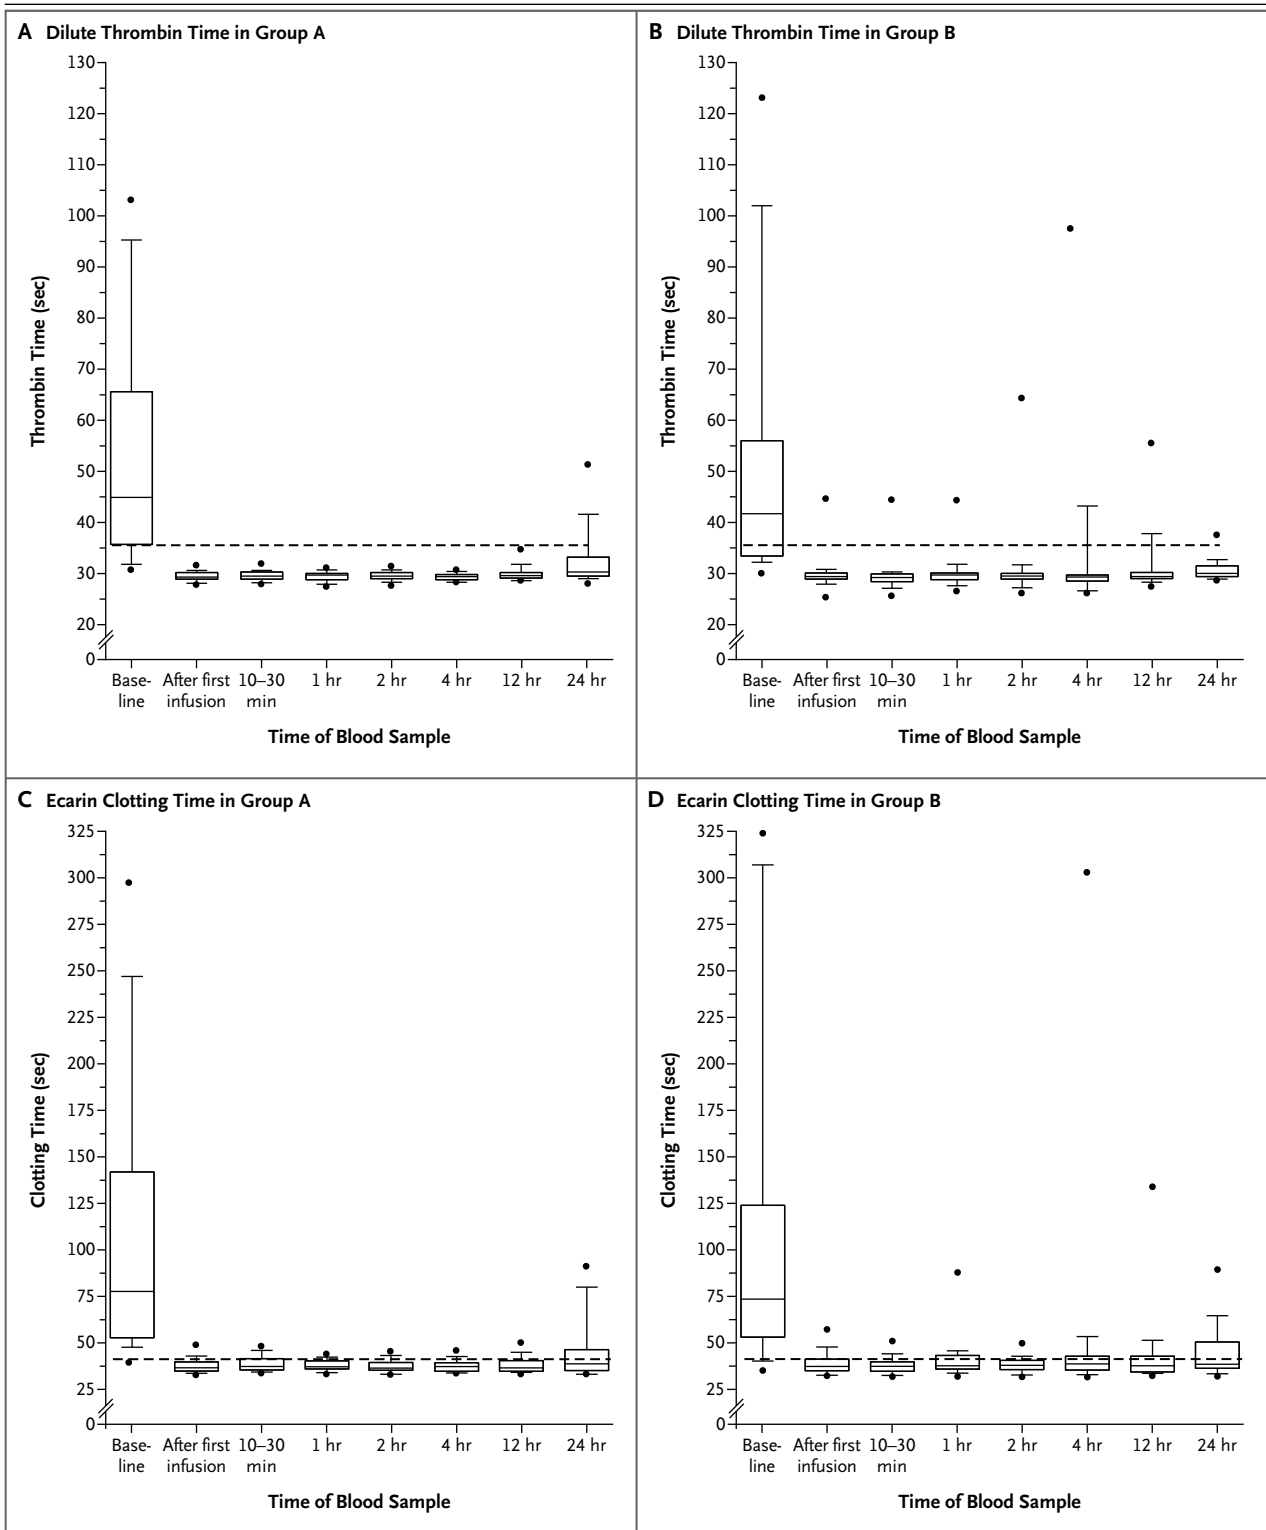 A Dilute Thrombin Time in Group A
130
120
110
100
90
80
70
60
50
40
30
20
0
Thrombin Time (sec)
Base- After first 10–30 1 hr 2 hr 4 hr 12 hr 24 hr
line infusion min
Time of Blood Sample
B Dilute Thrombin Time in Group B
130
120
110
100
90
80
70
60
50
40
30
20
0
Thrombin Time (sec)
Base- After first 10–30 1 hr 2 hr 4 hr 12 hr 24 hr
line infusion min
Time of Blood Sample
C Ecarin Clotting Time in Group A
325
300
275
250
225
200
175
150
125
100
75
50
25
0
Clotting Time (sec)
Base- After first 10–30 1 hr 2 hr 4 hr 12 hr 24 hr
line infusion min
Time of Blood Sample
D Ecarin Clotting Time in Group B
325
300
275
250
225
200
175
150
125
100
75
50
25
0
Clotting Time (sec)
Base- After first 10–30 1 hr 2 hr 4 hr 12 hr 24 hr
line infusion min
Time of Blood Sample